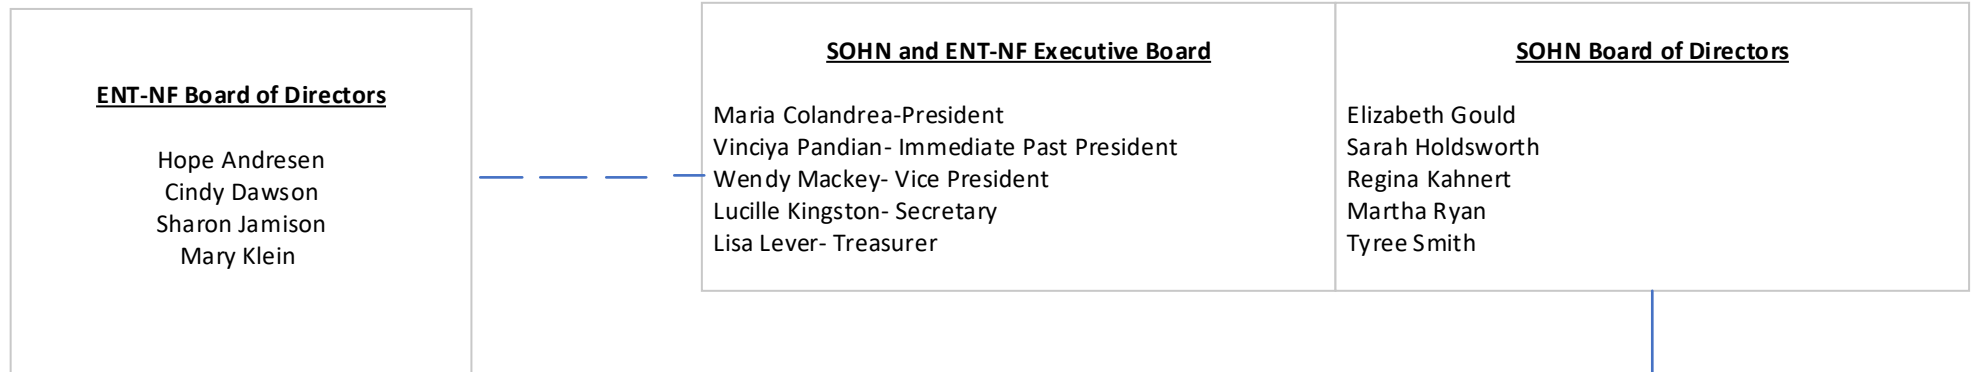 ENT-NF Board of Directors
Hope Andresen
Cindy Dawson
Sharon Jamison
Mary Klein
SOHN and ENT-NF Executive Board
Maria Colandrea-President
Vinciya Pandian- Immediate Past President
Wendy Mackey- Vice President
Lucille Kingston- Secretary
Lisa Lever- Treasurer
SOHN Board of Directors
Elizabeth Gould
Sarah Holdsworth
Regina Kahnert
Martha Ryan
Tyree Smith